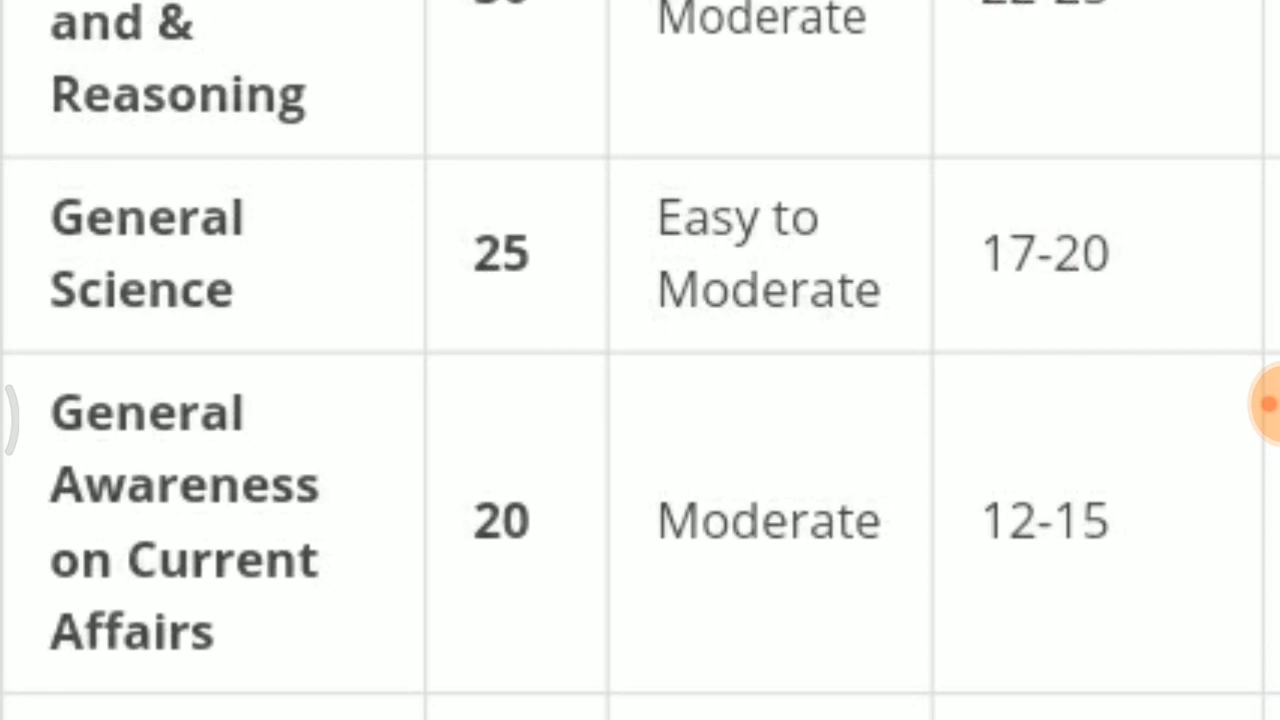 and &
Reasoning
Moderate
General
Science
25
Easy to
Moderate
17-20
General
Awareness
on Current
Affairs
20
Moderate
12-15